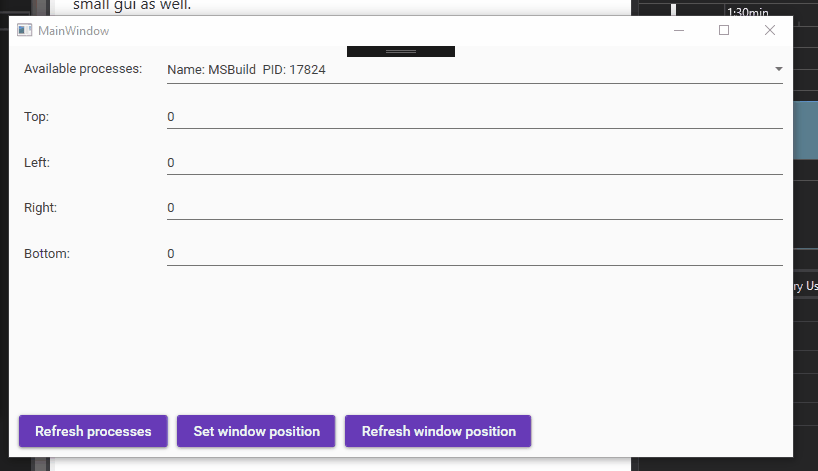 small gui as well.
1:30min
MainWindow
Available processes: Name: MSBuild  PID: 17824
Top: 0
Left: 0
Right: 0
Bottom: 0
ry Us
Refresh processes Set window position Refresh window position